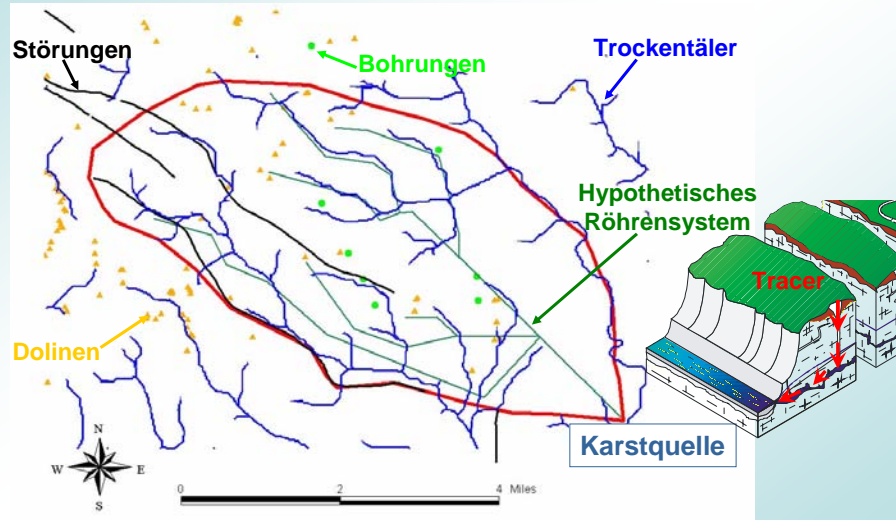 Störungen
Bohrungen
Trockentäler
Hypothetisches
Röhrensystem
Tracer
Dolinen
Karstquelle
N
W E
S
0 2 4 Miles